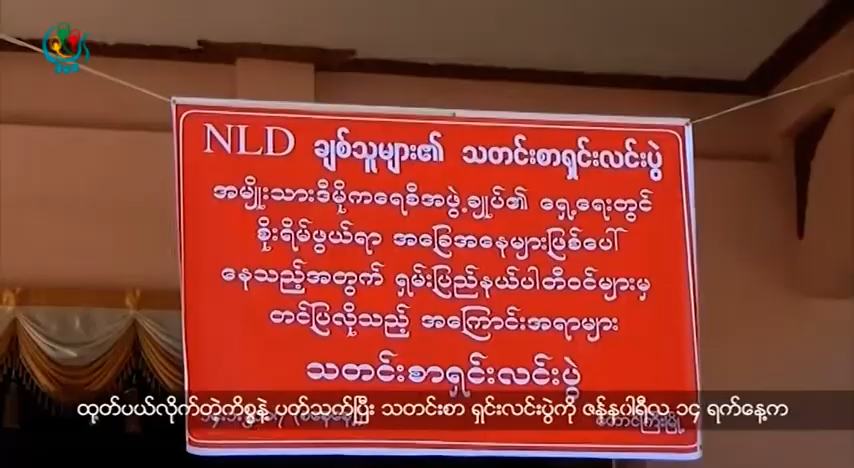 NLD ချစ်သူများ၏ သတင်းစာရှင်းလင်းပွဲ
အမျိုးသားဒီမိုကရေစီအဖွဲ့ချုပ်၏ ရှေ့ရေးတွင်
စိုးရိမ်ဖွယ်ရာ အခြေအနေများဖြစ်ပေါ်
နေသည့်အတွက် ရှမ်းပြည်နယ်ပါတီဝင်များမှ
တင်ပြလိုသည့် အကြောင်းအရာများ
သတင်းစာရှင်းလင်းပွဲ
ထုတ်ပယ်လိုက်တဲ့ကိစ္စနဲ့ ပတ်သက်ပြီး သတင်းစာ ရှင်းလင်းပွဲကို ဇန်နဝါရီလ ၁၄ ရက်နေ့က